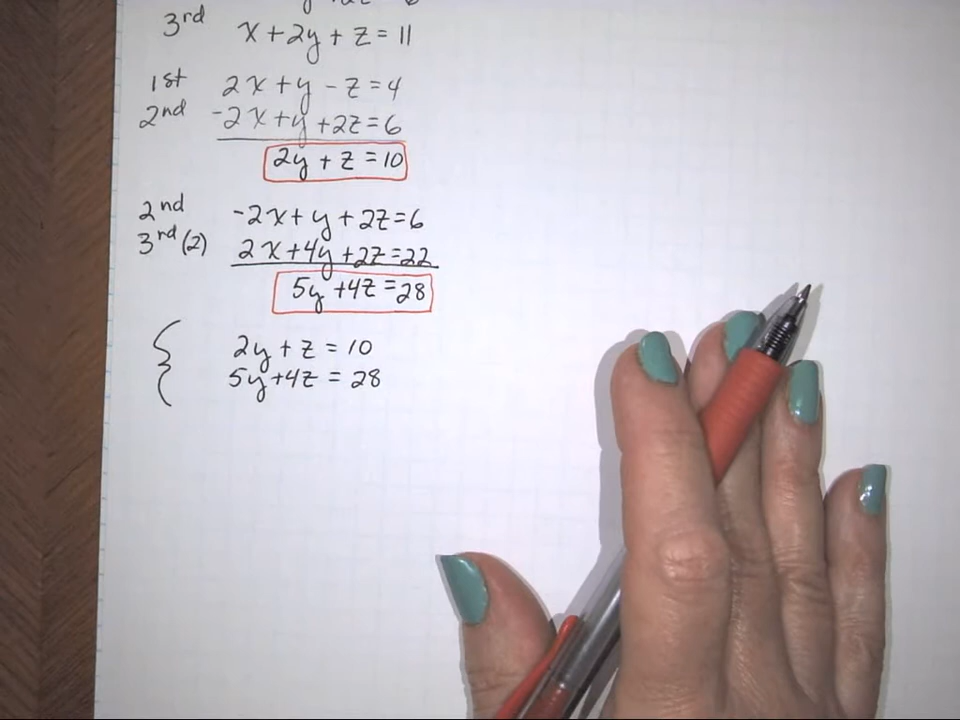 3rd x + 2y + z = 11
1st 2x + y - z = 4
2nd -2x + y + 2z = 6
2y + z = 10
2nd -2x + y + 2z = 6
3rd (2) 2x + 4y + 2z = 22
5y + 4z = 28
{ 2y + z = 10
5y + 4z = 28